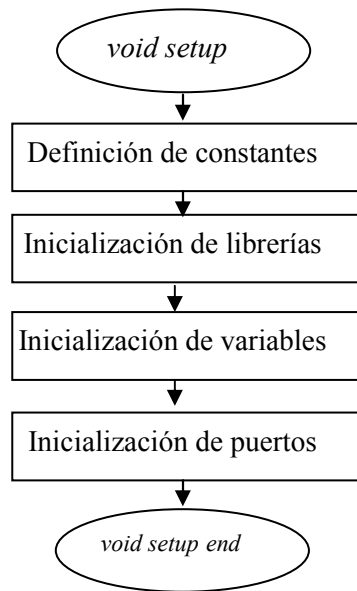 void setup
Definición de constantes
Inicialización de librerías
Inicialización de variables
Inicialización de puertos
void setup end